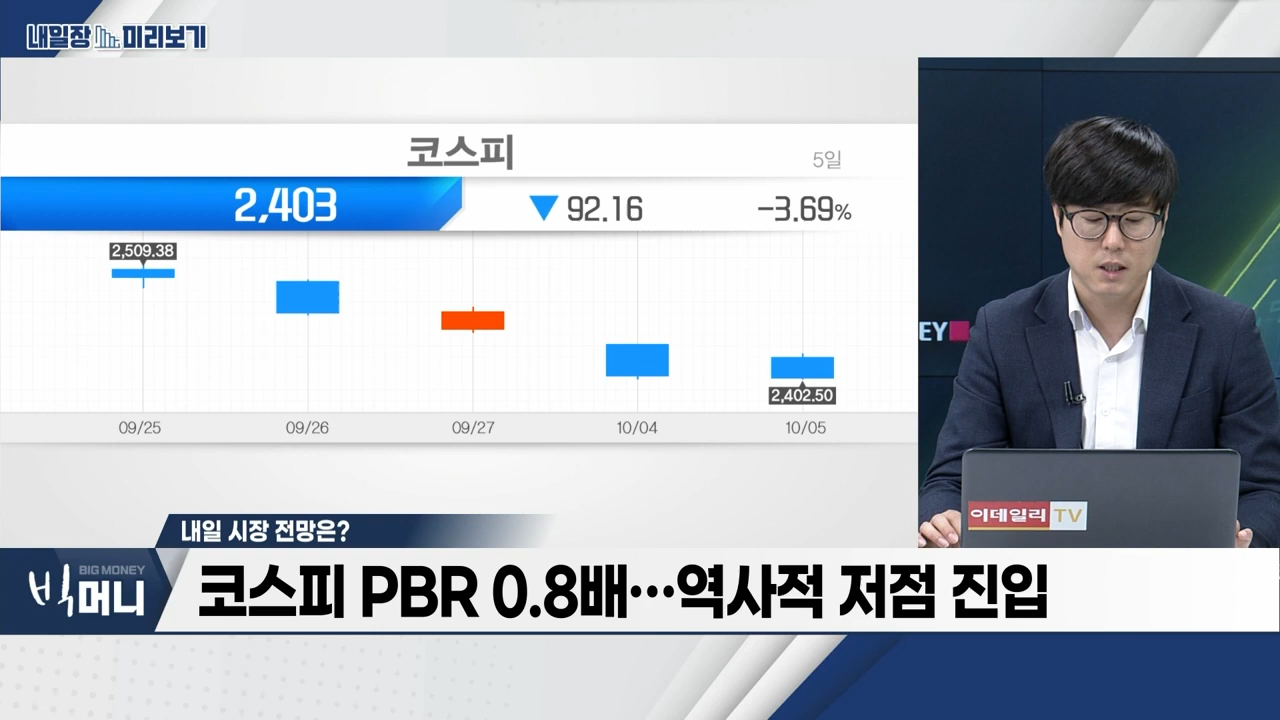 내일장 미리보기
코스피
5일
2,403 ▼ 92.16 -3.69%
2,509.38
2,402.50
09/25 09/26 09/27 10/04 10/05
EY
이데일리 TV
내일 시장 전망은?
BIG MONEY
빅머니
코스피 PBR 0.8배…역사적 저점 진입